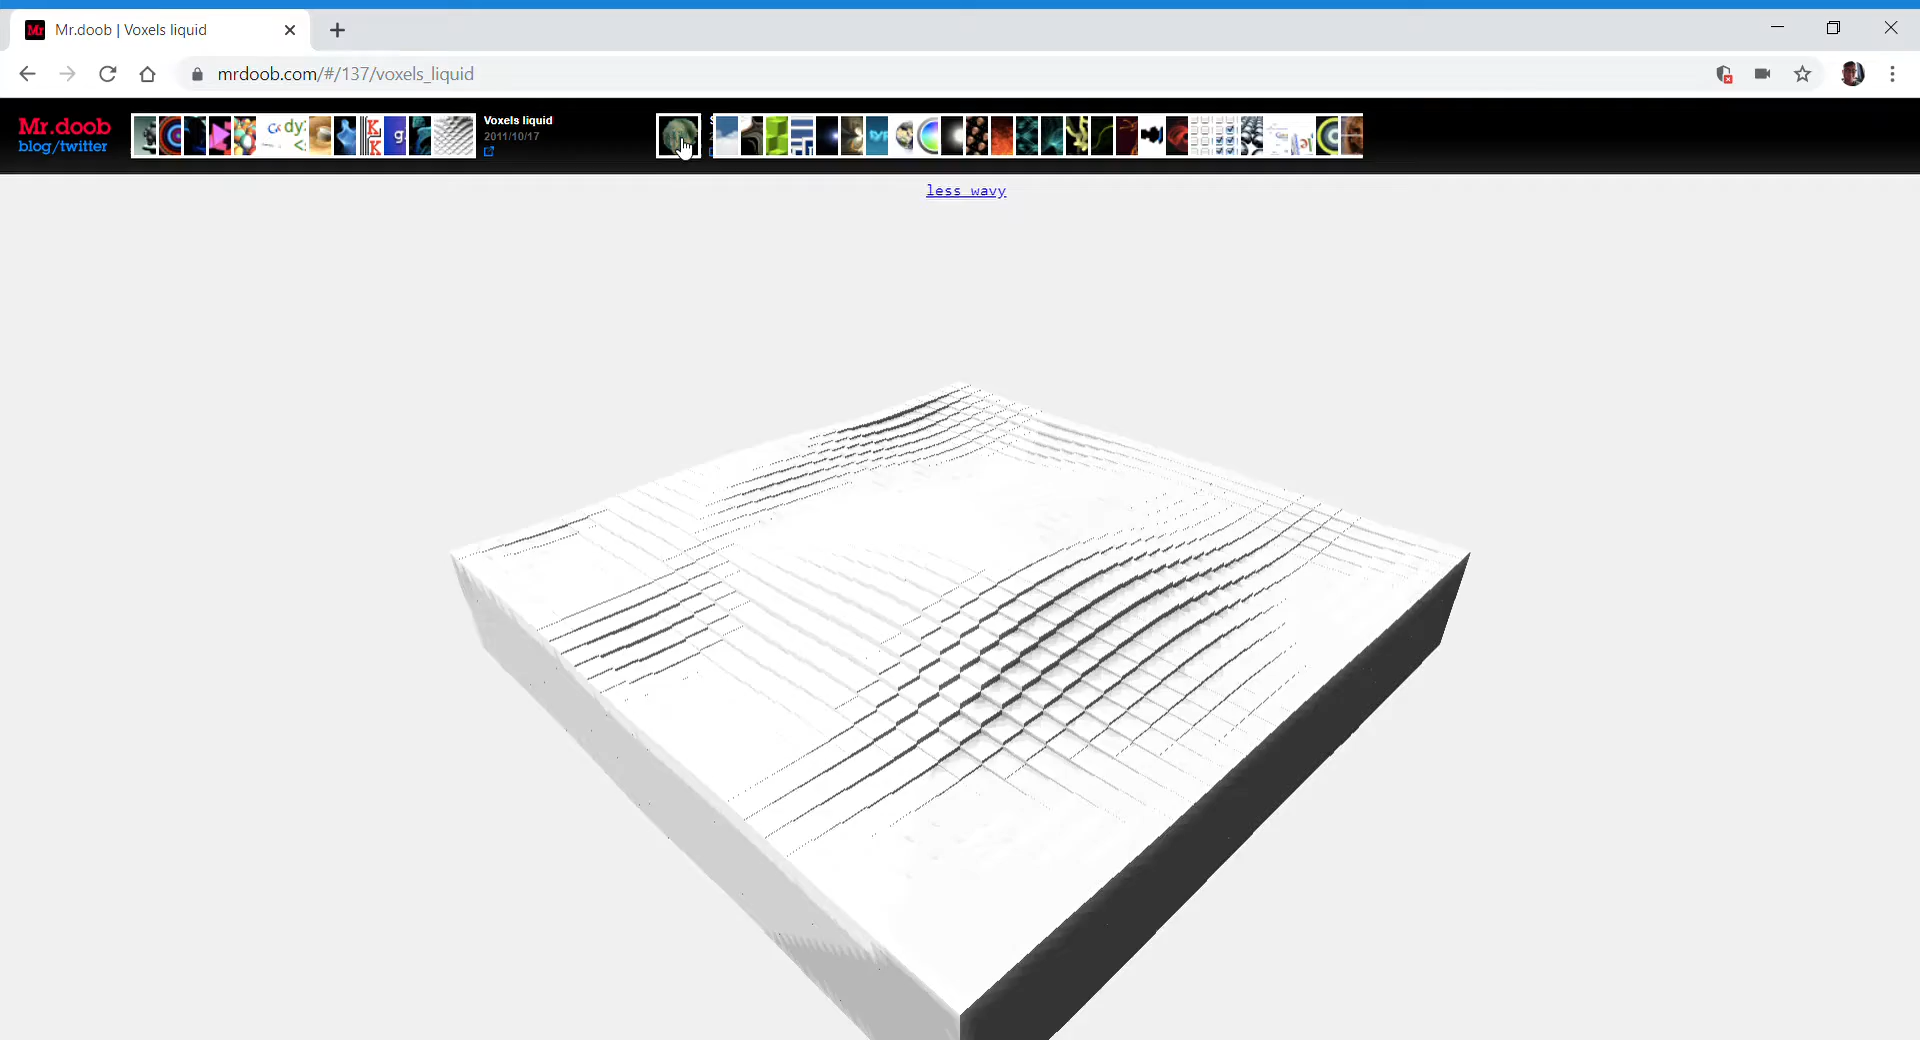 Mr.doob | Voxels liquid
mrdoob.com/#/137/voxels_liquid
Mr.doob
blog/twitter
Voxels liquid
2011/10/17
less wavy